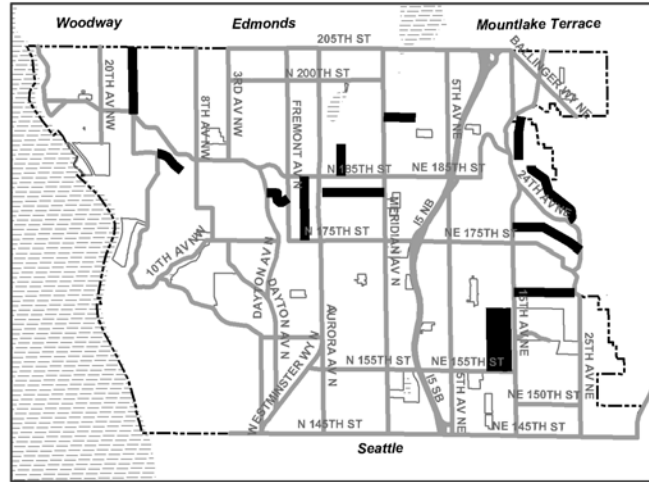 Woodway
Edmonds
Mountlake Terrace
205TH ST
BALLINGER WY NE
20TH AV NW
8TH AV NW
3RD AV NW
N 200TH ST
FREMONT AV N
5TH AV NE
N 185TH ST
NE 185TH ST
24TH AV NE
MERIDIAN AV N
I5 NB
N 175TH ST
NE 175TH ST
10TH AV NW
DAYTON AV N
DAYTON AV N
AURORA AV N
15TH AV NE
25TH AV NE
N 155TH ST
NE 155TH ST
WESTMINSTER WY N
I5 SB
5TH AV NE
NE 150TH ST
N 145TH ST
NE 145TH ST
Seattle